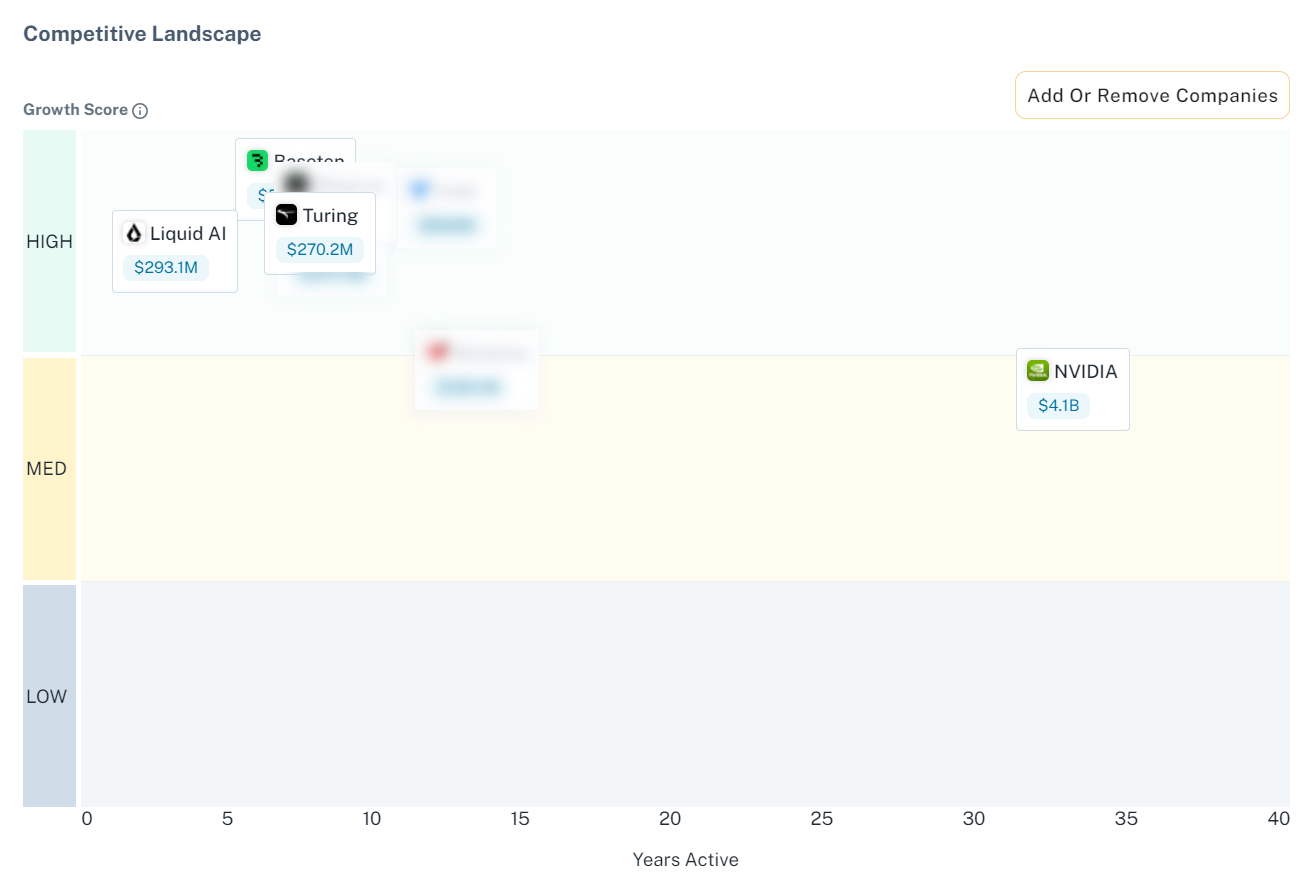 Competitive Landscape
Add Or Remove Companies
Growth Score
Baseten
Turing
$270.2M
Liquid AI
$293.1M
HIGH
NVIDIA
$4.1B
MED
LOW
0 5 10 15 20 25 30 35 40
Years Active